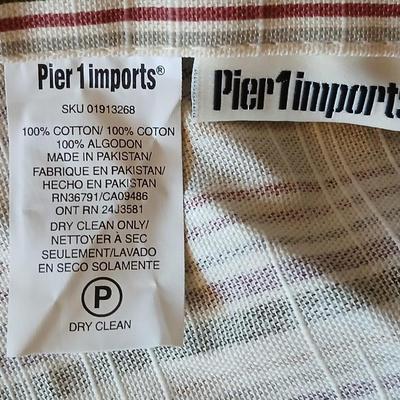 Pier 1 imports®
SKU 01913268
100% COTTON/ 100% COTON
100% ALGODON
MADE IN PAKISTAN/
FABRIQUE EN PAKISTAN/
HECHO EN PAKISTAN
RN36791/CA09486
ONT RN 24J3581
DRY CLEAN ONLY/
NETTOYER À SEC
SEULEMENT/LAVADO
EN SECO SOLAMENTE
P
DRY CLEAN
Pier1imports